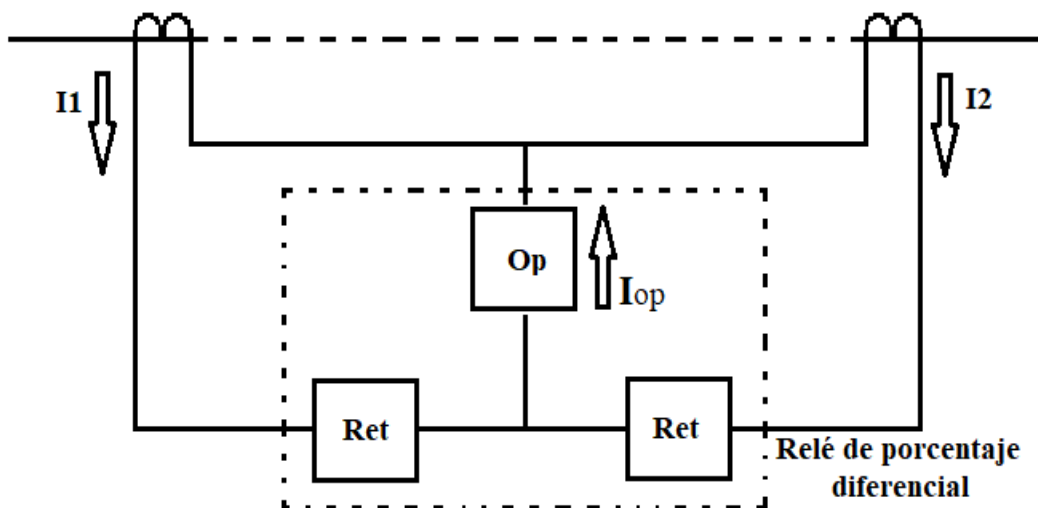 I1
I2
Op
Iop
Ret
Ret
Relé de porcentaje
diferencial